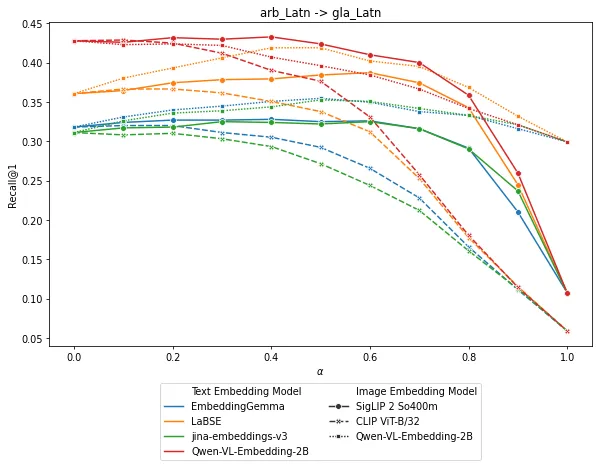 arb_Latn -> gla_Latn
Recall@1
0.45
0.40
0.35
0.30
0.25
0.20
0.15
0.10
0.05
0.0 0.2 0.4 0.6 0.8 1.0
α
Text Embedding Model
EmbeddingGemma
LaBSE
jina-embeddings-v3
Qwen-VL-Embedding-2B
Image Embedding Model
SigLIP 2 So400m
CLIP ViT-B/32
Qwen-VL-Embedding-2B